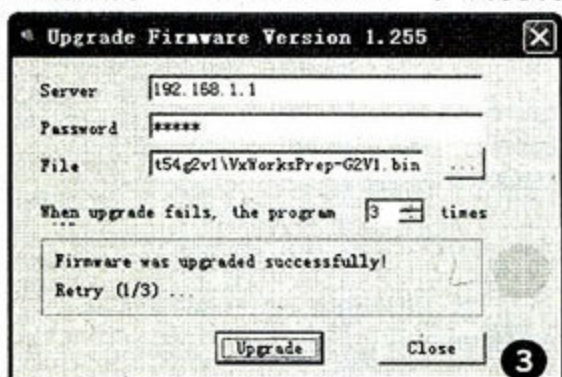 Upgrade Firmware Version 1.255
Server 192.168.1.1
Password *****
File t54g2v1\VxWorksPrep-G2V1.bin ...
When upgrade fails, the program 3 times
...
Firmware was upgraded successfully!
Retry (1/3) ...
Upgrade Close
3